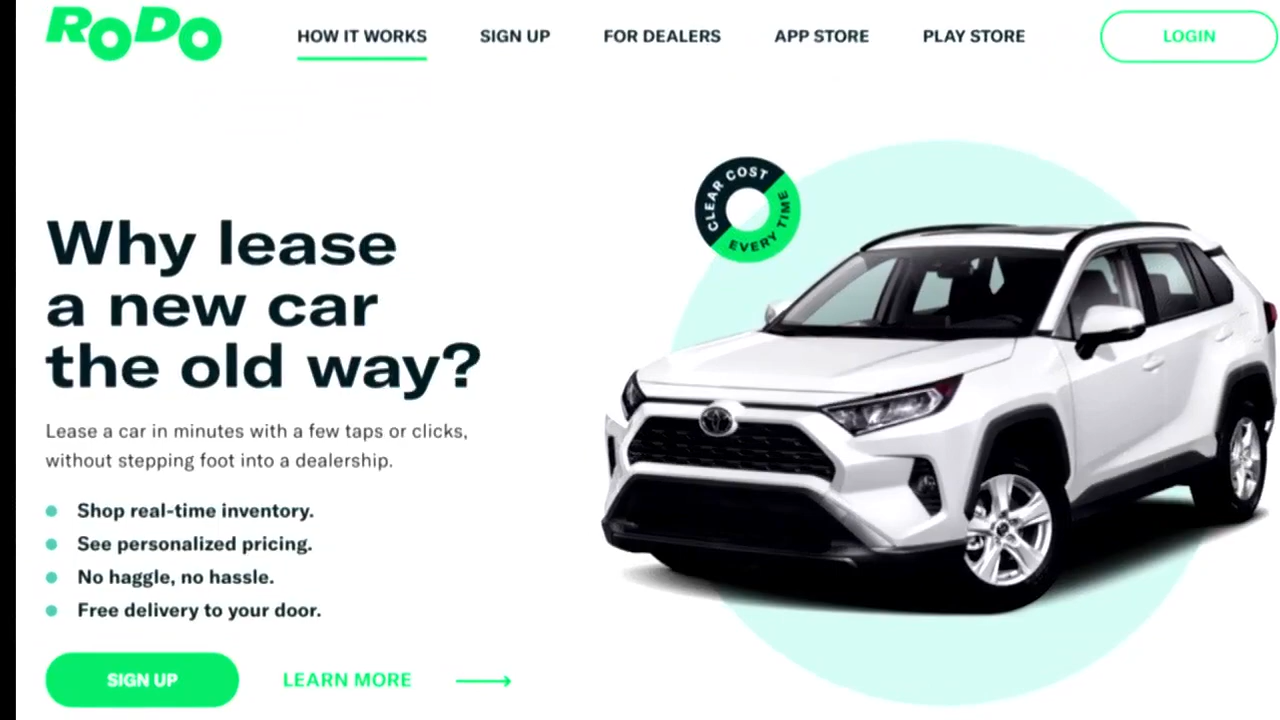 RODO
HOW IT WORKS
SIGN UP
FOR DEALERS
APP STORE
PLAY STORE
LOGIN
CLEAR COST
EVERY TIME
Why lease
a new car
the old way?
Lease a car in minutes with a few taps or clicks,
without stepping foot into a dealership.
Shop real-time inventory.
See personalized pricing.
No haggle, no hassle.
Free delivery to your door.
SIGN UP
LEARN MORE